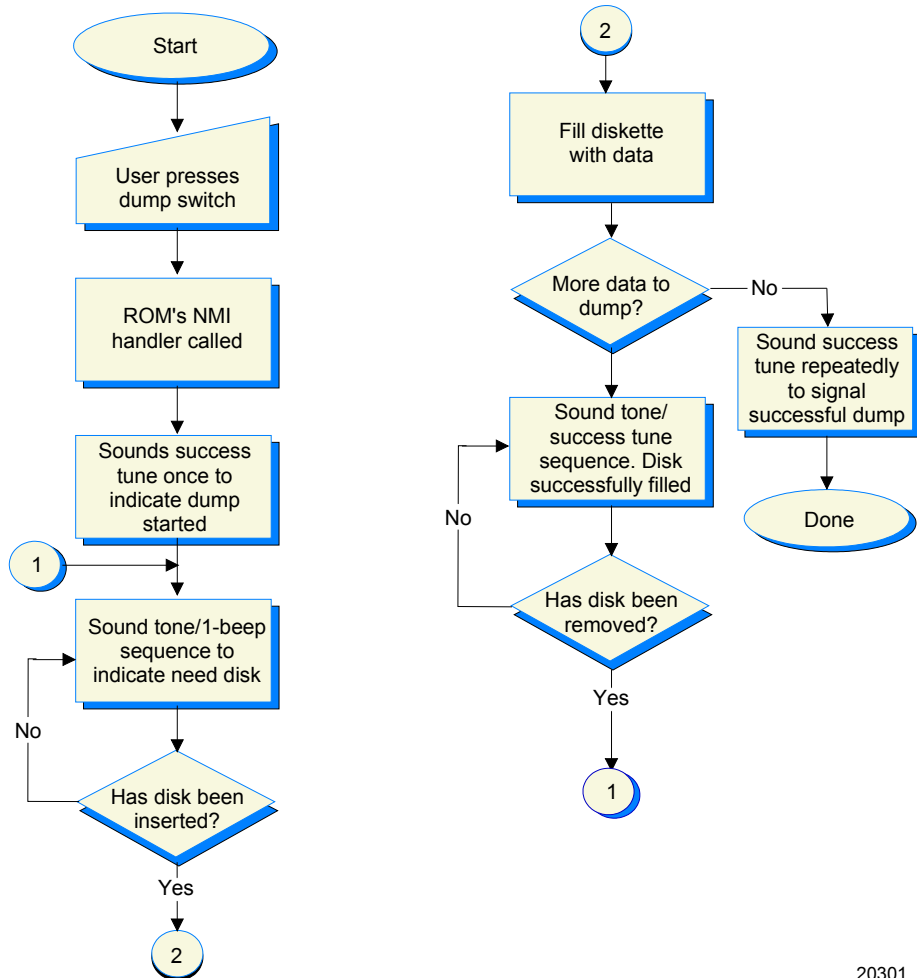 Start
User presses
dump switch
ROM's NMI
handler called
Sounds success
tune once to
indicate dump
started
1
Sound tone/1-beep
sequence to
indicate need disk
No
Has disk been
inserted?
Yes
2
2
Fill diskette
with data
More data to
dump?
No
Sound success
tune repeatedly
to signal
successful dump
Done
Sound tone/
success tune
sequence. Disk
successfully filled
No
Has disk been
removed?
Yes
1
20301